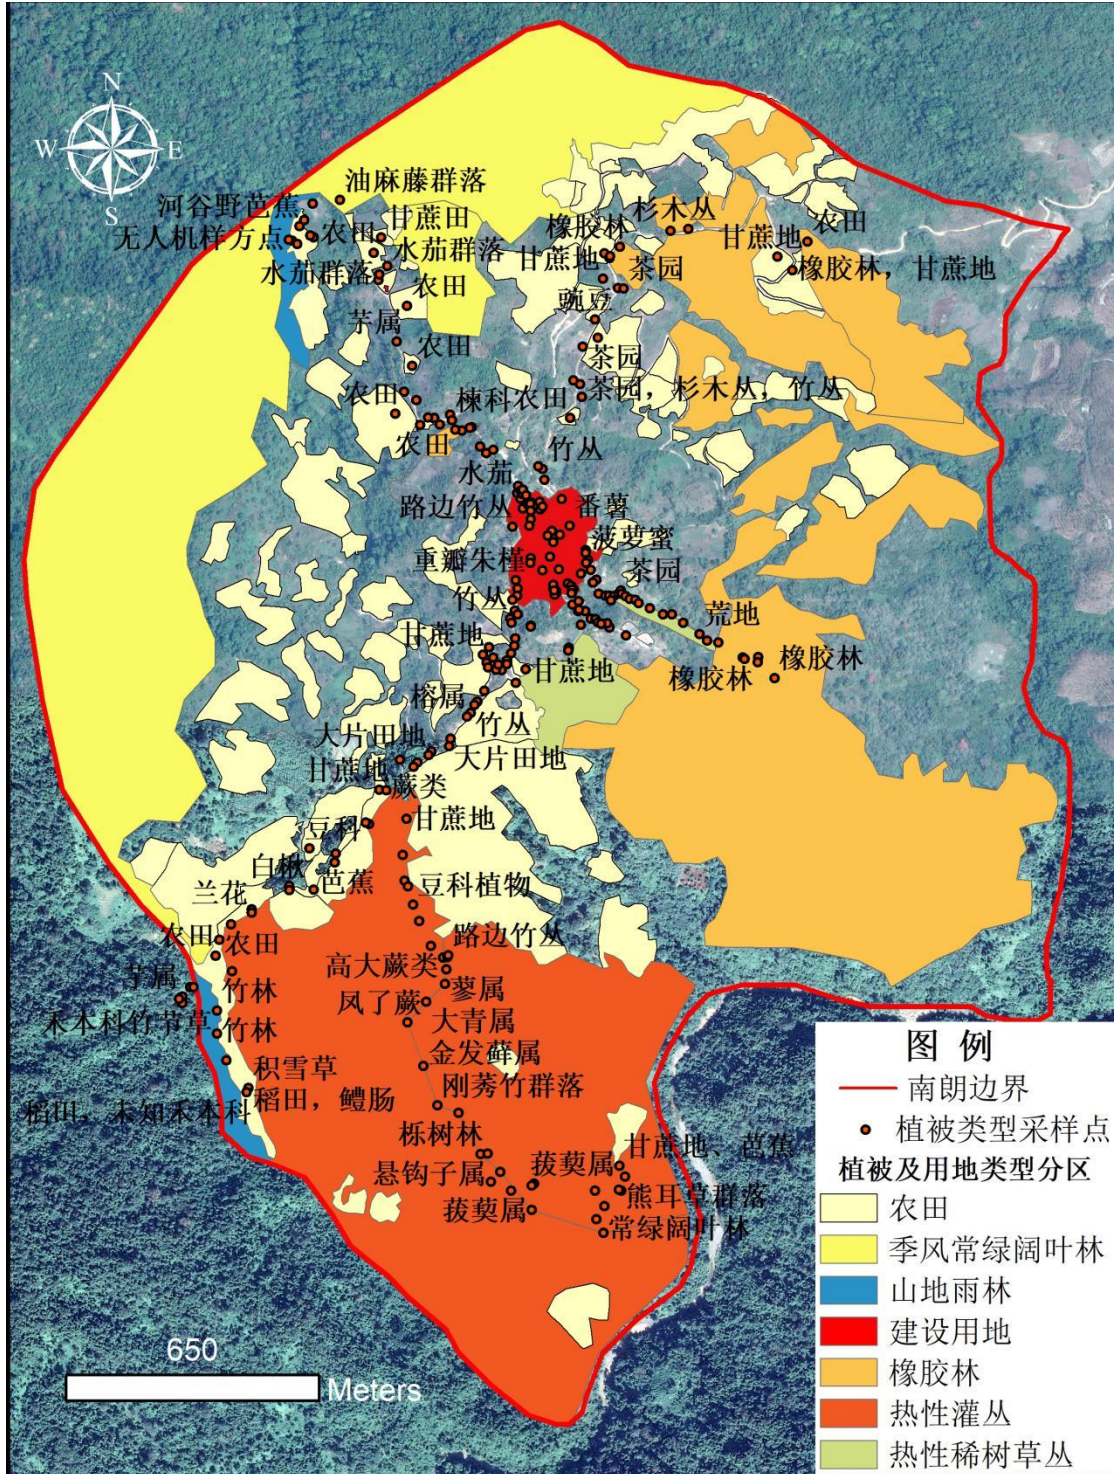 N
W
E
S
油麻藤群落
河谷野芭蕉
甘蔗田
无人机样方点
农田
水茄群落
水茄群落
农田
芋属
农田
农田
楝科农田
农田
水茄
橡胶林
杉木丛
甘蔗地
茶园
甘蔗地
农田
橡胶林，甘蔗地
豌豆
茶园
茶园，杉木丛，竹丛
竹丛
路边竹丛
番薯
菠萝蜜
重瓣朱槿
茶园
竹丛
荒地
甘蔗地
甘蔗地
橡胶林
橡胶林
榕属
竹丛
大片田地
大片田地
甘蔗地
蕨类
甘蔗地
豆科
白楸
芭蕉
豆科植物
兰花
农田
农田
路边竹丛
高大蕨类
芋属
竹林
蓼属
凤了蕨
禾本科竹节草
大青属
竹林
金发藓属
积雪草
刚莠竹群落
稻田，鳢肠
稻田，未知禾本科
栎树林
甘蔗地、芭蕉
悬钩子属
菝葜属
熊耳草群落
菝葜属
常绿阔叶林
650
Meters
图 例
南朗边界
植被类型采样点
植被及用地类型分区
农田
季风常绿阔叶林
山地雨林
建设用地
橡胶林
热性灌丛
热性稀树草丛